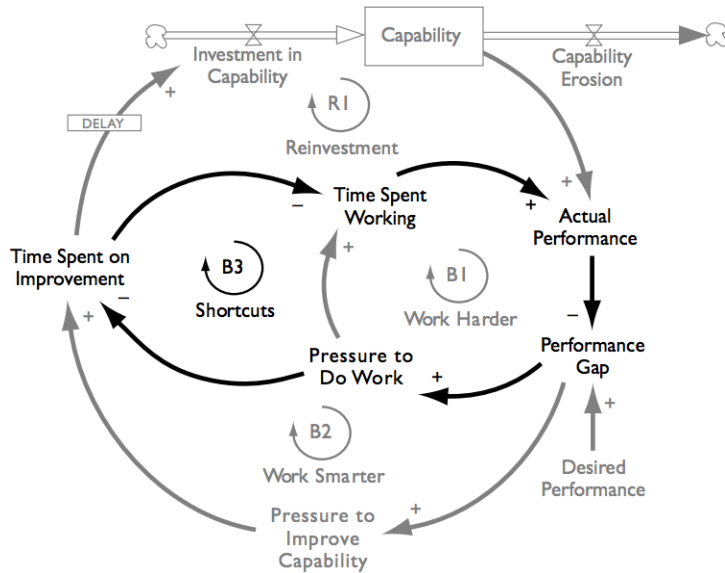 Investment in
Capability
Capability
Capability
Erosion
+
DELAY
R1
Reinvestment
+
–
Time Spent
Working
+
Actual
Performance
Time Spent on
Improvement
+
–
B3
Shortcuts
+
B1
Work Harder
–
Performance
Gap
Pressure to
Do Work
+
+
Desired
Performance
B2
Work Smarter
+
Pressure to
Improve
Capability